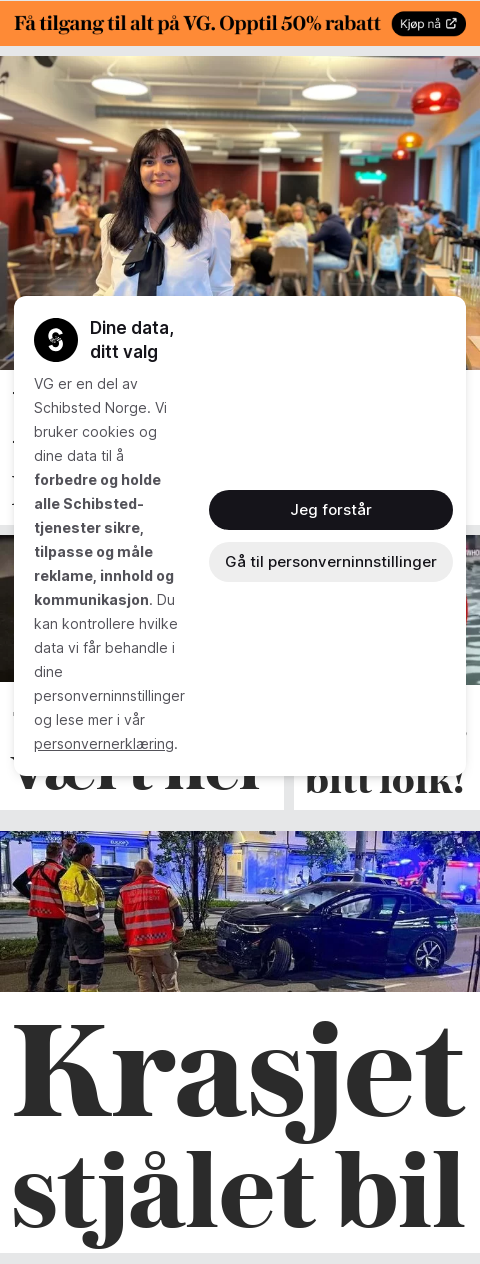 Få tilgang til alt på VG. Opptil 50% rabatt
Kjøp nå
Dine data,
ditt valg
VG er en del av
Schibsted Norge. Vi
bruker cookies og
dine data til å
forbedre og holde
alle Schibsted-
tjenester sikre,
tilpasse og måle
reklame, innhold og
kommunikasjon. Du
kan kontrollere hvilke
data vi får behandle i
dine
personverninnstillinger
og lese mer i vår
personvernerklæring.
Jeg forstår
Gå til personverninnstillinger
blitt folk!
Krasjet
stjålet bil